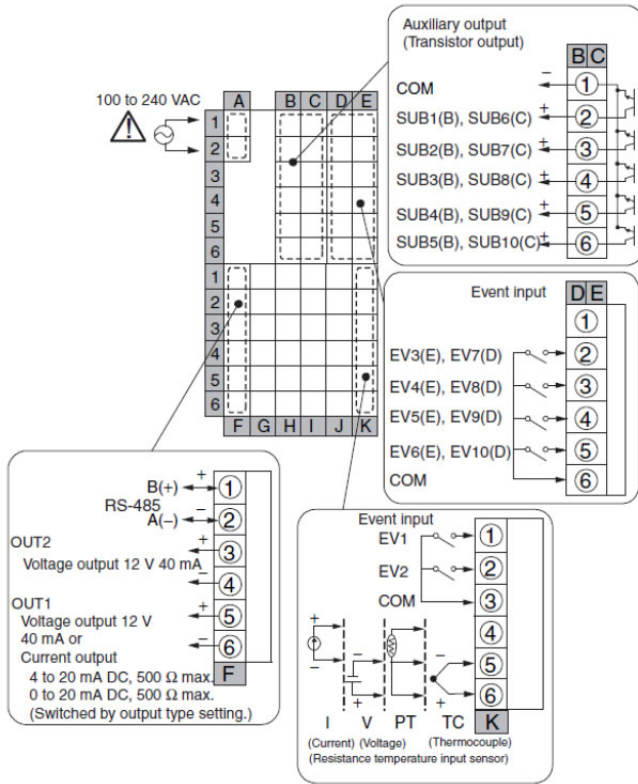 Auxiliary output
(Transistor output)
B C
COM
−
1
SUB1(B), SUB6(C)
+
2
SUB2(B), SUB7(C)
+
3
SUB3(B), SUB8(C)
+
4
SUB4(B), SUB9(C)
+
5
SUB5(B), SUB10(C)
+
6
100 to 240 VAC
A B C D E
1
2
3
4
5
6
1
2
3
4
5
6
F G H I J K
Event input
D E
1
EV3(E), EV7(D)
2
EV4(E), EV8(D)
3
EV5(E), EV9(D)
4
EV6(E), EV10(D)
5
COM
6
B(+)
+
1
RS-485
A(−)
−
2
OUT2
+
3
Voltage output 12 V 40 mA
−
4
OUT1
+
5
Voltage output 12 V
40 mA or
−
6
Current output
F
4 to 20 mA DC, 500 Ω max.
0 to 20 mA DC, 500 Ω max.
(Switched by output type setting.)
Event input
EV1
1
EV2
2
COM
3
4
+
−
−
+
−
+
5
6
I V PT TC K
(Current) (Voltage) (Thermocouple)
(Resistance temperature input sensor)